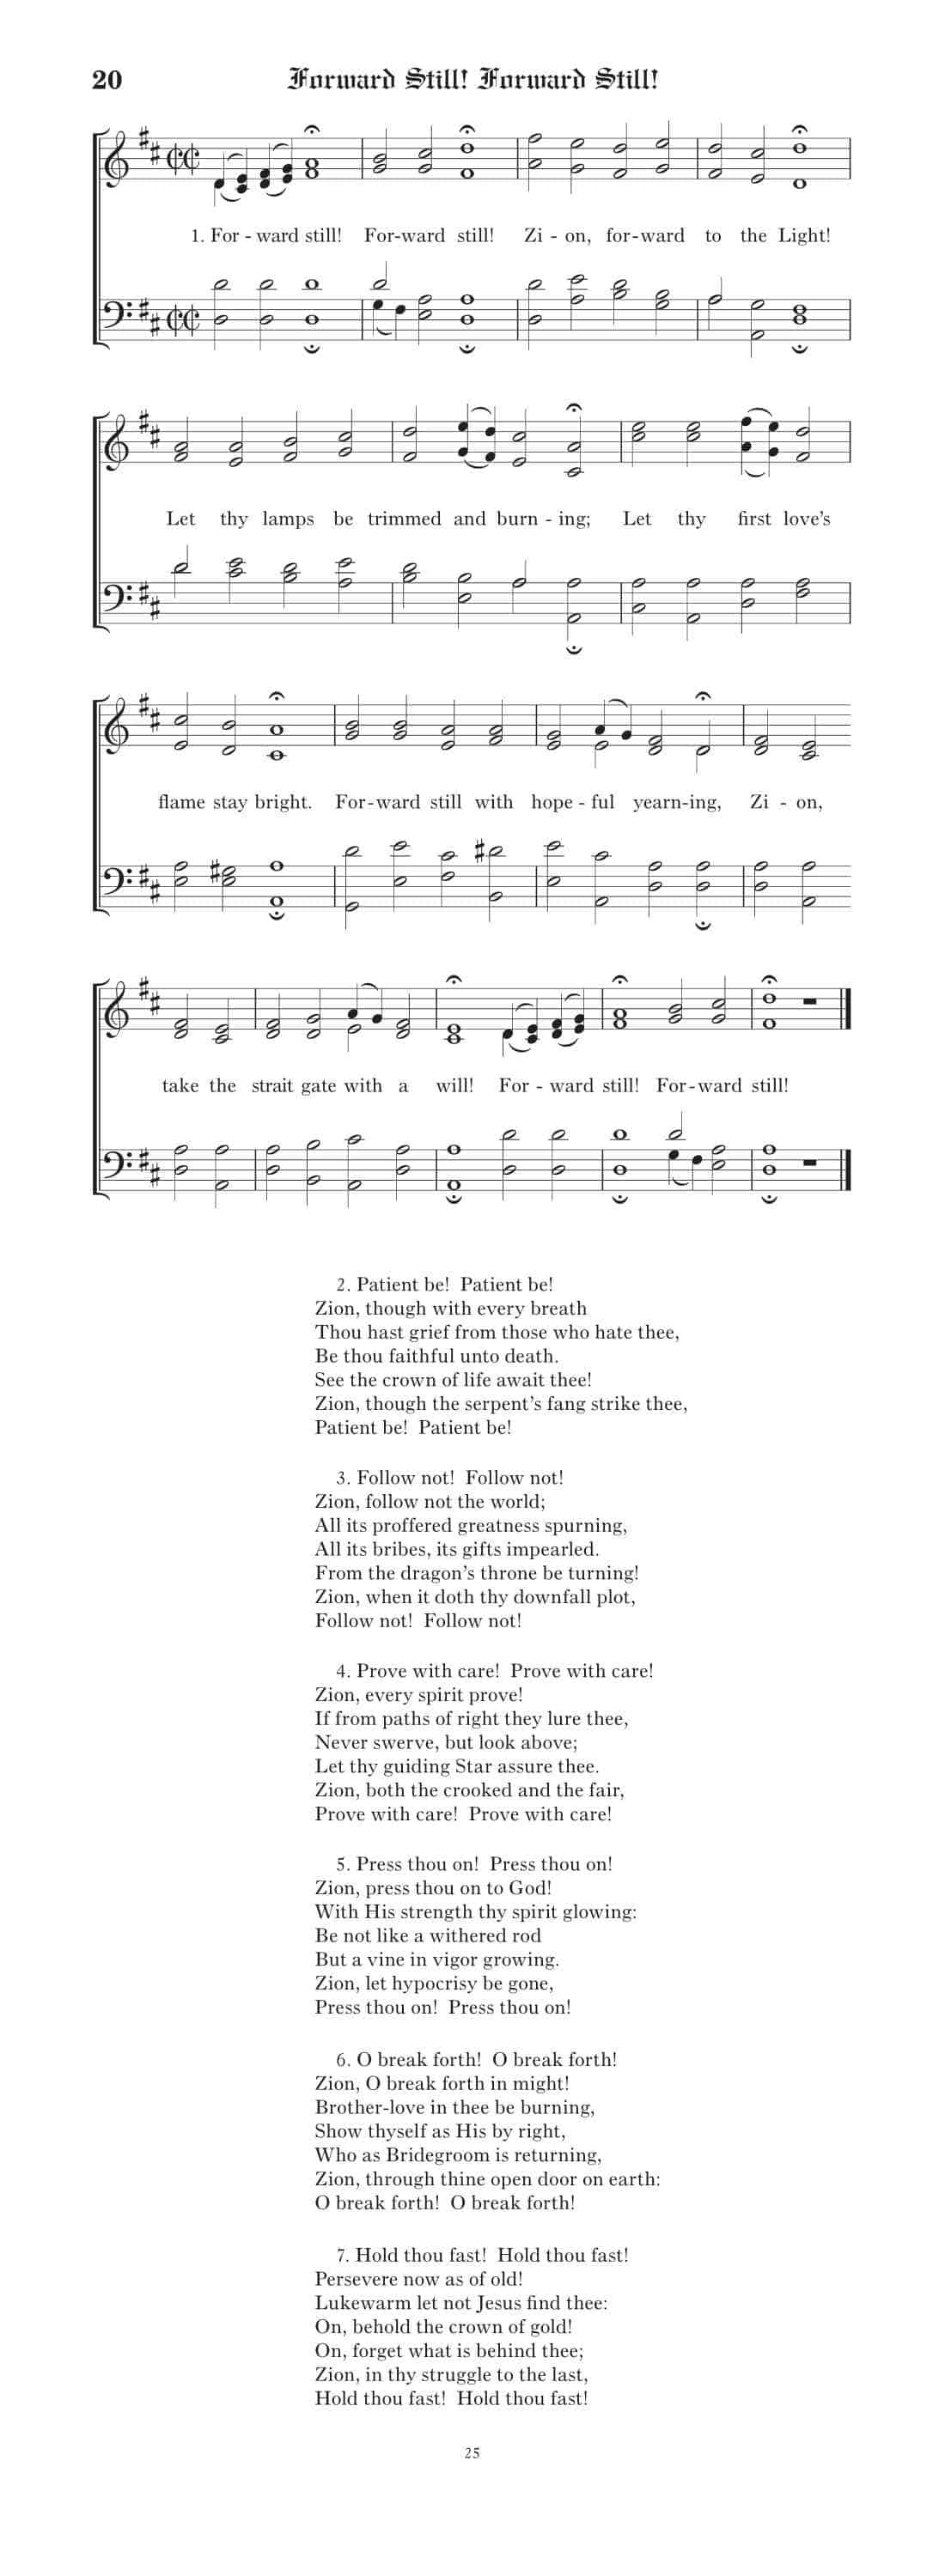 20 Forward Still! Forward Still!
1. For - ward still! For-ward still! Zi - on, for-ward to the Light!
Let thy lamps be trimmed and burn - ing; Let thy first love's
flame stay bright. For-ward still with hope - ful yearn-ing, Zi - on,
take the strait gate with a will! For - ward still! For-ward still!
2. Patient be! Patient be!
Zion, though with every breath
Thou hast grief from those who hate thee,
Be thou faithful unto death.
See the crown of life await thee!
Zion, though the serpent's fang strike thee,
Patient be! Patient be!
3. Follow not! Follow not!
Zion, follow not the world;
All its proffered greatness spurning,
All its bribes, its gifts impearled.
From the dragon's throne be turning!
Zion, when it doth thy downfall plot,
Follow not! Follow not!
4. Prove with care! Prove with care!
Zion, every spirit prove!
If from paths of right they lure thee,
Never swerve, but look above;
Let thy guiding Star assure thee.
Zion, both the crooked and the fair,
Prove with care! Prove with care!
5. Press thou on! Press thou on!
Zion, press thou on to God!
With His strength thy spirit glowing:
Be not like a withered rod
But a vine in vigor growing.
Zion, let hypocrisy be gone,
Press thou on! Press thou on!
6. O break forth! O break forth!
Zion, O break forth in might!
Brother-love in thee be burning,
Show thyself as His by right,
Who as Bridegroom is returning,
Zion, through thine open door on earth:
O break forth! O break forth!
7. Hold thou fast! Hold thou fast!
Persevere now as of old!
Lukewarm let not Jesus find thee:
On, behold the crown of gold!
On, forget what is behind thee;
Zion, in thy struggle to the last,
Hold thou fast! Hold thou fast!
25